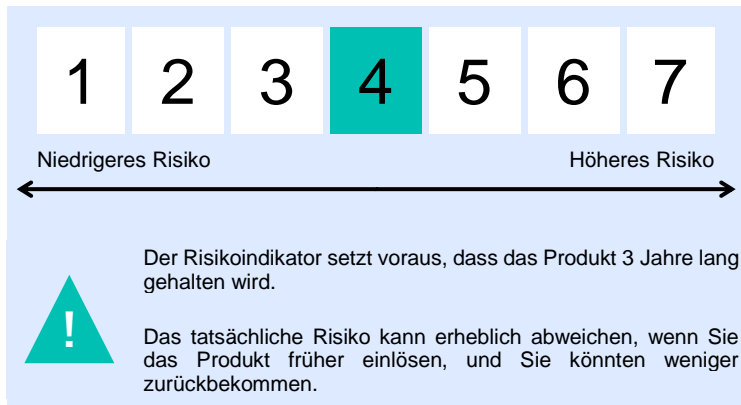 1 2 3 4 5 6 7
Niedrigeres Risiko Höheres Risiko
Der Risikoindikator setzt voraus, dass das Produkt 3 Jahre lang
gehalten wird.
!
Das tatsächliche Risiko kann erheblich abweichen, wenn Sie
das Produkt früher einlösen, und Sie könnten weniger
zurückbekommen.